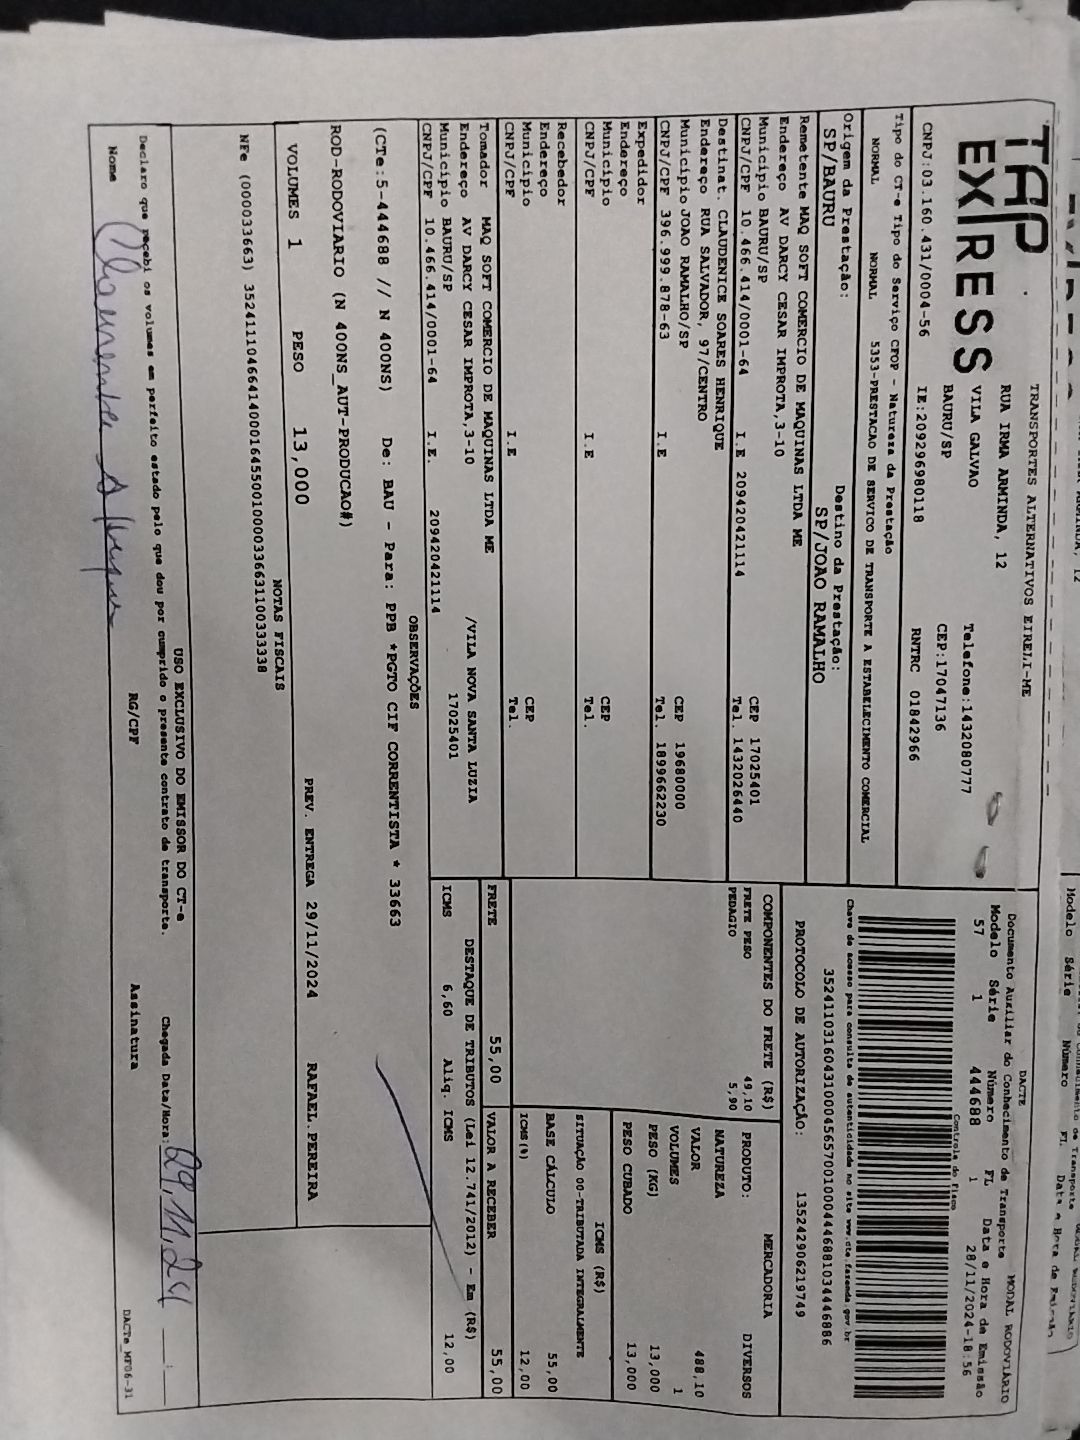 TAP EXPRESS
TRANSPORTES ALTERNATIVOS EIRELI-ME
RUA IRMA ARMINDA, 12
VILA GALVAO Telefone:1432080777
BAURU/SP CEP:17047136
CNPJ:03.160.431/0004-56 IE:209296980118 RNTRC 01842966
DACTE MODAL RODOVIÁRIO
Documento Auxiliar do Conhecimento de Transporte
Modelo Série Número FL Data e Hora de Emissão
57 1 444688 1 28/11/2024-18:56
Controle do Fisco
Chave de acesso para consulta de autenticidade no site www.cte.fazenda.gov.br
35241103160431000456570010004446881034446886
PROTOCOLO DE AUTORIZAÇÃO: 135242906219749
Tipo do CT-e Tipo do Serviço CFOP - Natureza da Prestação
NORMAL NORMAL 5353-PRESTACAO DE SERVICO DE TRANSPORTE A ESTABELECIMENTO COMERCIAL
Origem da Prestação: Destino da Prestação:
SP/BAURU SP/JOAO RAMALHO
Remetente MAQ SOFT COMERCIO DE MAQUINAS LTDA ME
Endereço AV DARCY CESAR IMPROTA,3-10
Município BAURU/SP CEP 17025401
CNPJ/CPF 10.466.414/0001-64 I.E 209420421114 Tel. 1432026440
Destinat. CLAUDENICE SOARES HENRIQUE
Endereço RUA SALVADOR, 97/CENTRO
Município JOAO RAMALHO/SP CEP 19680000
CNPJ/CPF 396.999.878-63 I.E Tel. 1899662230
Expedidor
Endereço
Município CEP
CNPJ/CPF I.E Tel.
Recebedor
Endereço
Município CEP
CNPJ/CPF I.E Tel.
Tomador MAQ SOFT COMERCIO DE MAQUINAS LTDA ME
Endereço AV DARCY CESAR IMPROTA,3-10 /VILA NOVA SANTA LUZIA
Município BAURU/SP 17025401
CNPJ/CPF 10.466.414/0001-64 I.E. 209420421114
COMPONENTES DO FRETE (R$)
FRETE PESO 49,10
PEDAGIO 5,90
MERCADORIA
PRODUTO: DIVERSOS
NATUREZA
VALOR 488,10
VOLUMES 1
PESO (KG) 13,000
PESO CUBADO 13,000
ICMS (R$)
SITUAÇÃO 00-TRIBUTADA INTEGRALMENTE
BASE CÁLCULO 55,00
ICMS(%) 12,00
FRETE 55,00 VALOR A RECEBER 55,00
DESTAQUE DE TRIBUTOS (Lei 12.741/2012) - Em (R$)
ICMS 6,60 Aliq. ICMS 12,00
OBSERVAÇÕES
(CTe:5-444688 // N 400NS) De: BAU - Para: PPB *PGTO CIF CORRENTISTA * 33663
ROD-RODOVIARIO (N 400NS_AUT-PRODUCAO#)
VOLUMES 1 PESO 13,000 PREV. ENTREGA 29/11/2024 RAFAEL.PEREIRA
NOTAS FISCAIS
NFe (000033663) 35241110466414000164550010000336631100333338
USO EXCLUSIVO DO EMISSOR DO CT-e
Declaro que recebi os volumes em perfeito estado pelo que dou por cumprido o presente contrato de transporte. Chegada Data/Hora: 29.11.24 __:__
Nome RG/CPF Assinatura
DACTe_MF06-31